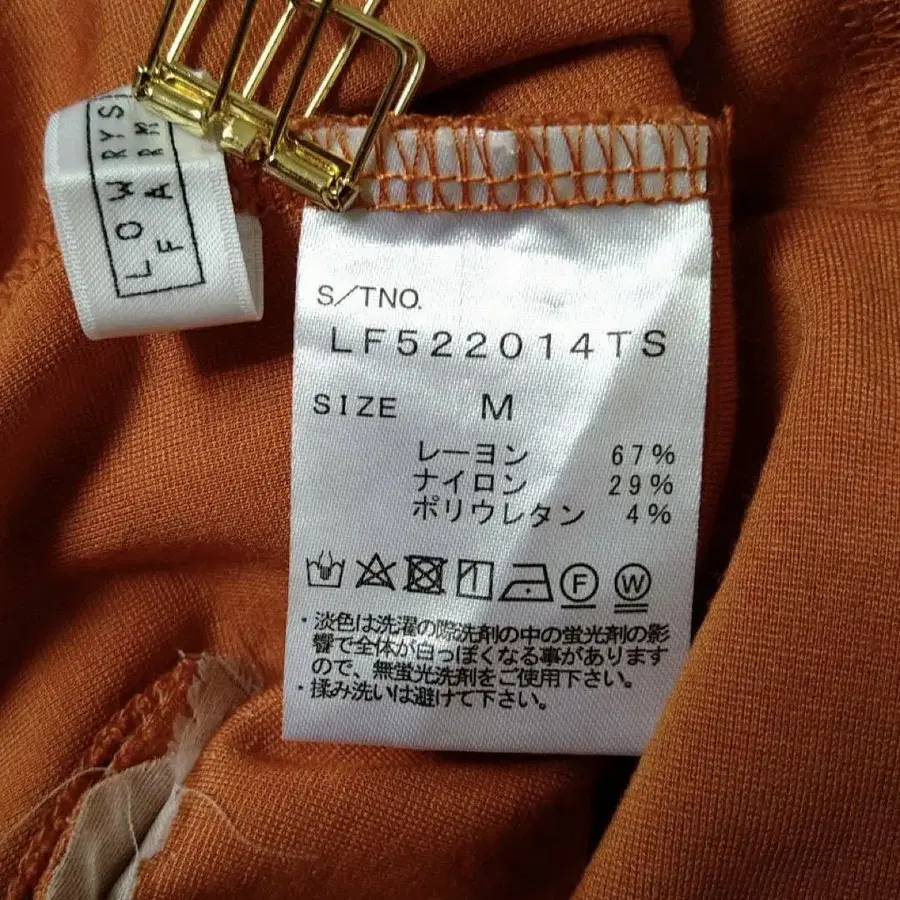 LOWRYS
FARM
S/TNO.
LF522014TS
SIZE M
レーヨン 67%
ナイロン 29%
ポリウレタン 4%
F W
・淡色は洗濯の際洗剤の中の蛍光剤の影
響で全体が白っぽくなる事があります
ので、無蛍光洗剤をご使用下さい。
・揉み洗いは避けて下さい。